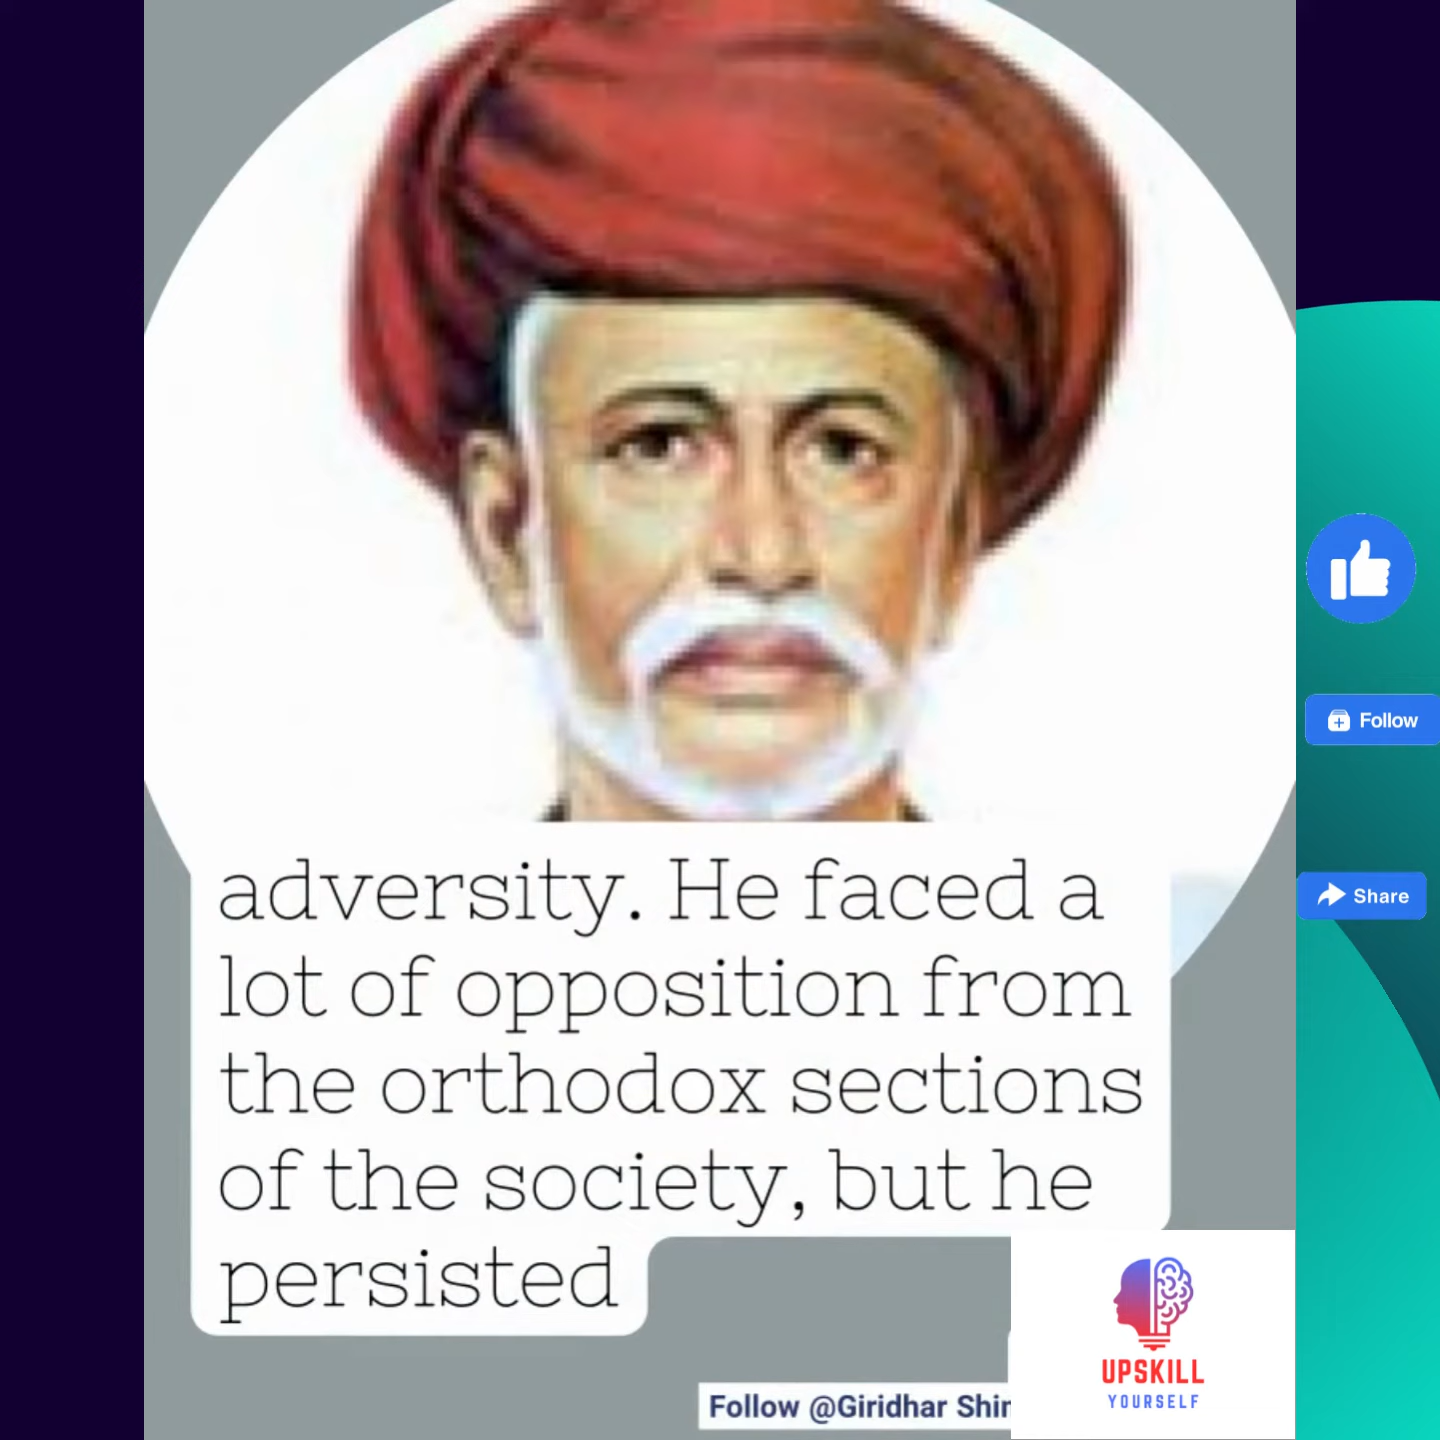 adversity. He faced a
lot of opposition from
the orthodox sections
of the society, but he
persisted
Follow
Share
Follow @Giridhar
UPSKILL
YOURSELF